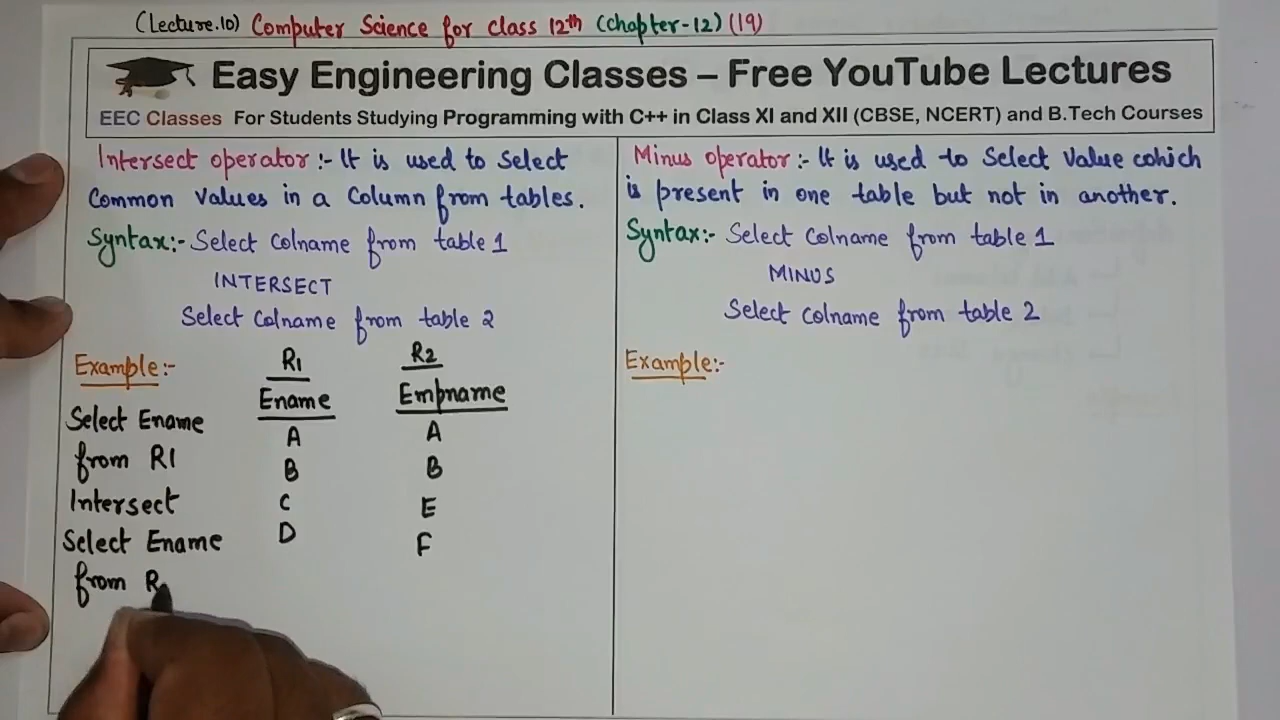 (Lecture.10) Computer Science for Class 12th (Chapter-12) (19)
Easy Engineering Classes – Free YouTube Lectures
EEC Classes For Students Studying Programming with C++ in Class XI and XII (CBSE, NCERT) and B.Tech Courses
Intersect operator :- It is used to Select
Common Values in a Column from tables.
Syntax:- Select Colname from table 1
INTERSECT
Select Colname from table 2
Example:-
Select Ename
from R1
Intersect
Select Ename
from R
R1
Ename
A
B
C
D
R2
Empname
A
B
E
F
Minus operator :- It is used to Select Value which
is present in one table but not in another.
Syntax:- Select Colname from table 1
MINUS
Select Colname from table 2
Example:-